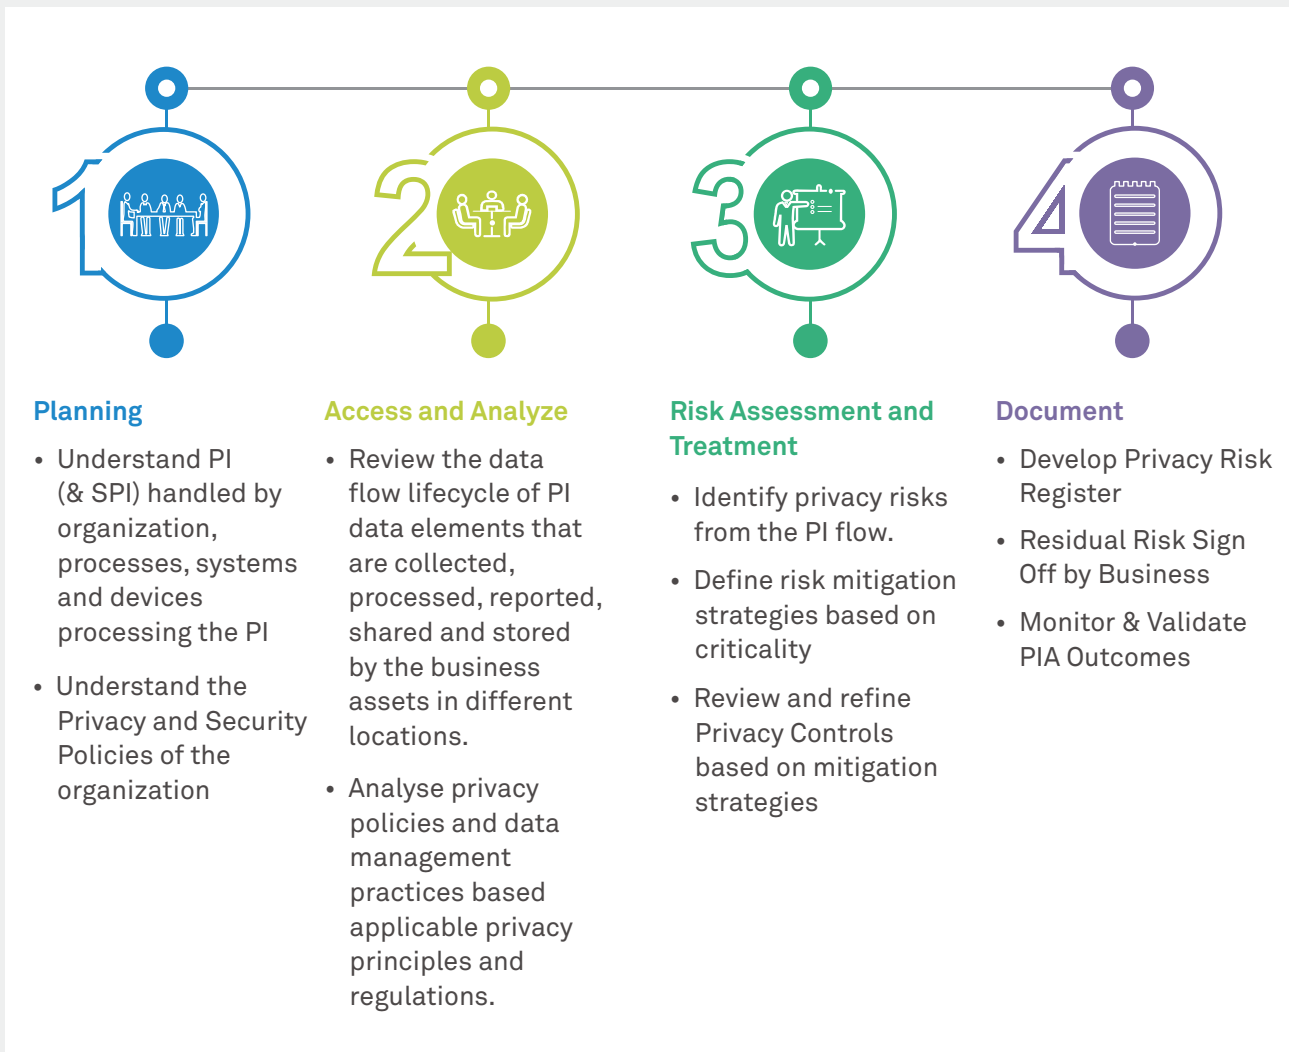 1
2
3
4
Planning
• Understand PI
(& SPI) handled by
organization,
processes, systems
and devices
processing the PI
• Understand the
Privacy and Security
Policies of the
organization
Access and Analyze
• Review the data
flow lifecycle of PI
data elements that
are collected,
processed, reported,
shared and stored
by the business
assets in different
locations.
• Analyse privacy
policies and data
management
practices based
applicable privacy
principles and
regulations.
Risk Assessment and
Treatment
• Identify privacy risks
from the PI flow.
• Define risk mitigation
strategies based on
criticality
• Review and refine
Privacy Controls
based on mitigation
strategies
Document
• Develop Privacy Risk
Register
• Residual Risk Sign
Off by Business
• Monitor & Validate
PIA Outcomes